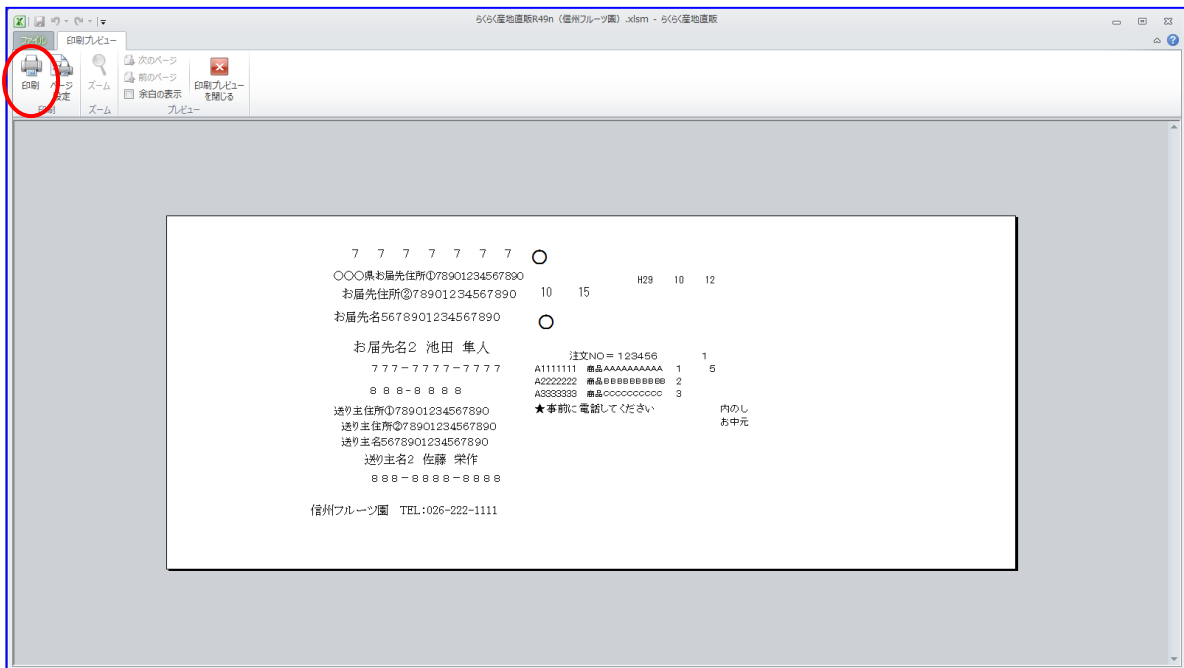 らくらく産地直販R49n（信州フルーツ園）.xlsm - らくらく産地直販
ファイル 印刷プレビュー
印刷 ページ設定 ズーム 次のページ
前のページ
余白の表示
印刷プレビューを閉じる
印刷 ズーム プレビュー
７ ７ ７ ７ ７ ７ ７ ○
○○○県お届先住所①78901234567890
H29 10 12
お届先住所②78901234567890 10 15
お届先名5678901234567890 ○
お届先名2 池田 隼人
注文NO＝123456 1
７７７－７７７７－７７７７ A1111111 商品AAAAAAAAAA 1 5
A2222222 商品BBBBBBBBBB 2
８８８-８８８８ A3333333 商品CCCCCCCCCC 3
送り主住所①78901234567890 ★事前に電話してください 内のし
送り主住所②78901234567890 お中元
送り主名5678901234567890
送り主名2 佐藤 栄作
８８８－８８８８－８８８８
信州フルーツ園 TEL:026-222-1111